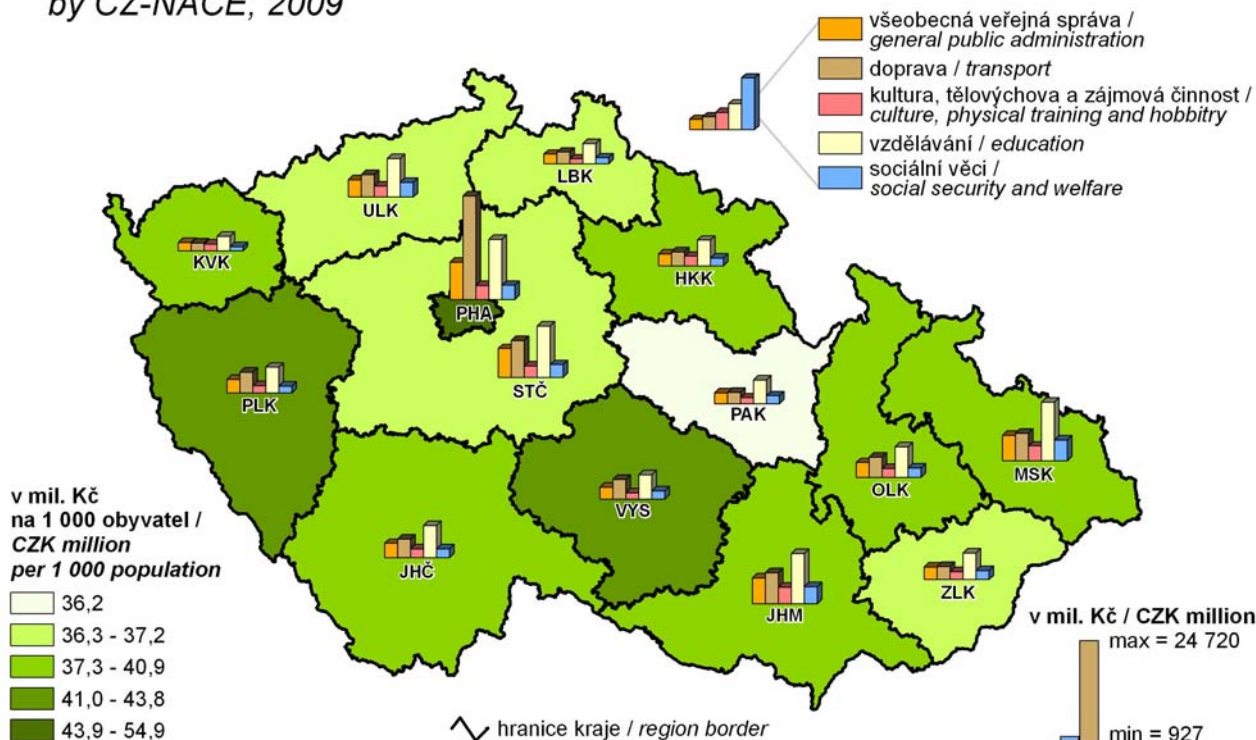 by CZ-NACE, 2009
všeobecná veřejná správa /
general public administration
doprava / transport
kultura, tělovýchova a zájmová činnost /
culture, physical training and hobbitry
vzdělávání / education
sociální věci /
social security and welfare
LBK
ULK
KVK
HKK
PHA
STČ
PLK
PAK
MSK
OLK
VYS
JHČ
ZLK
JHM
v mil. Kč
na 1 000 obyvatel /
CZK million
per 1 000 population
36,2
36,3 - 37,2
37,3 - 40,9
41,0 - 43,8
43,9 - 54,9
hranice kraje / region border
v mil. Kč / CZK million
max = 24 720
min = 927